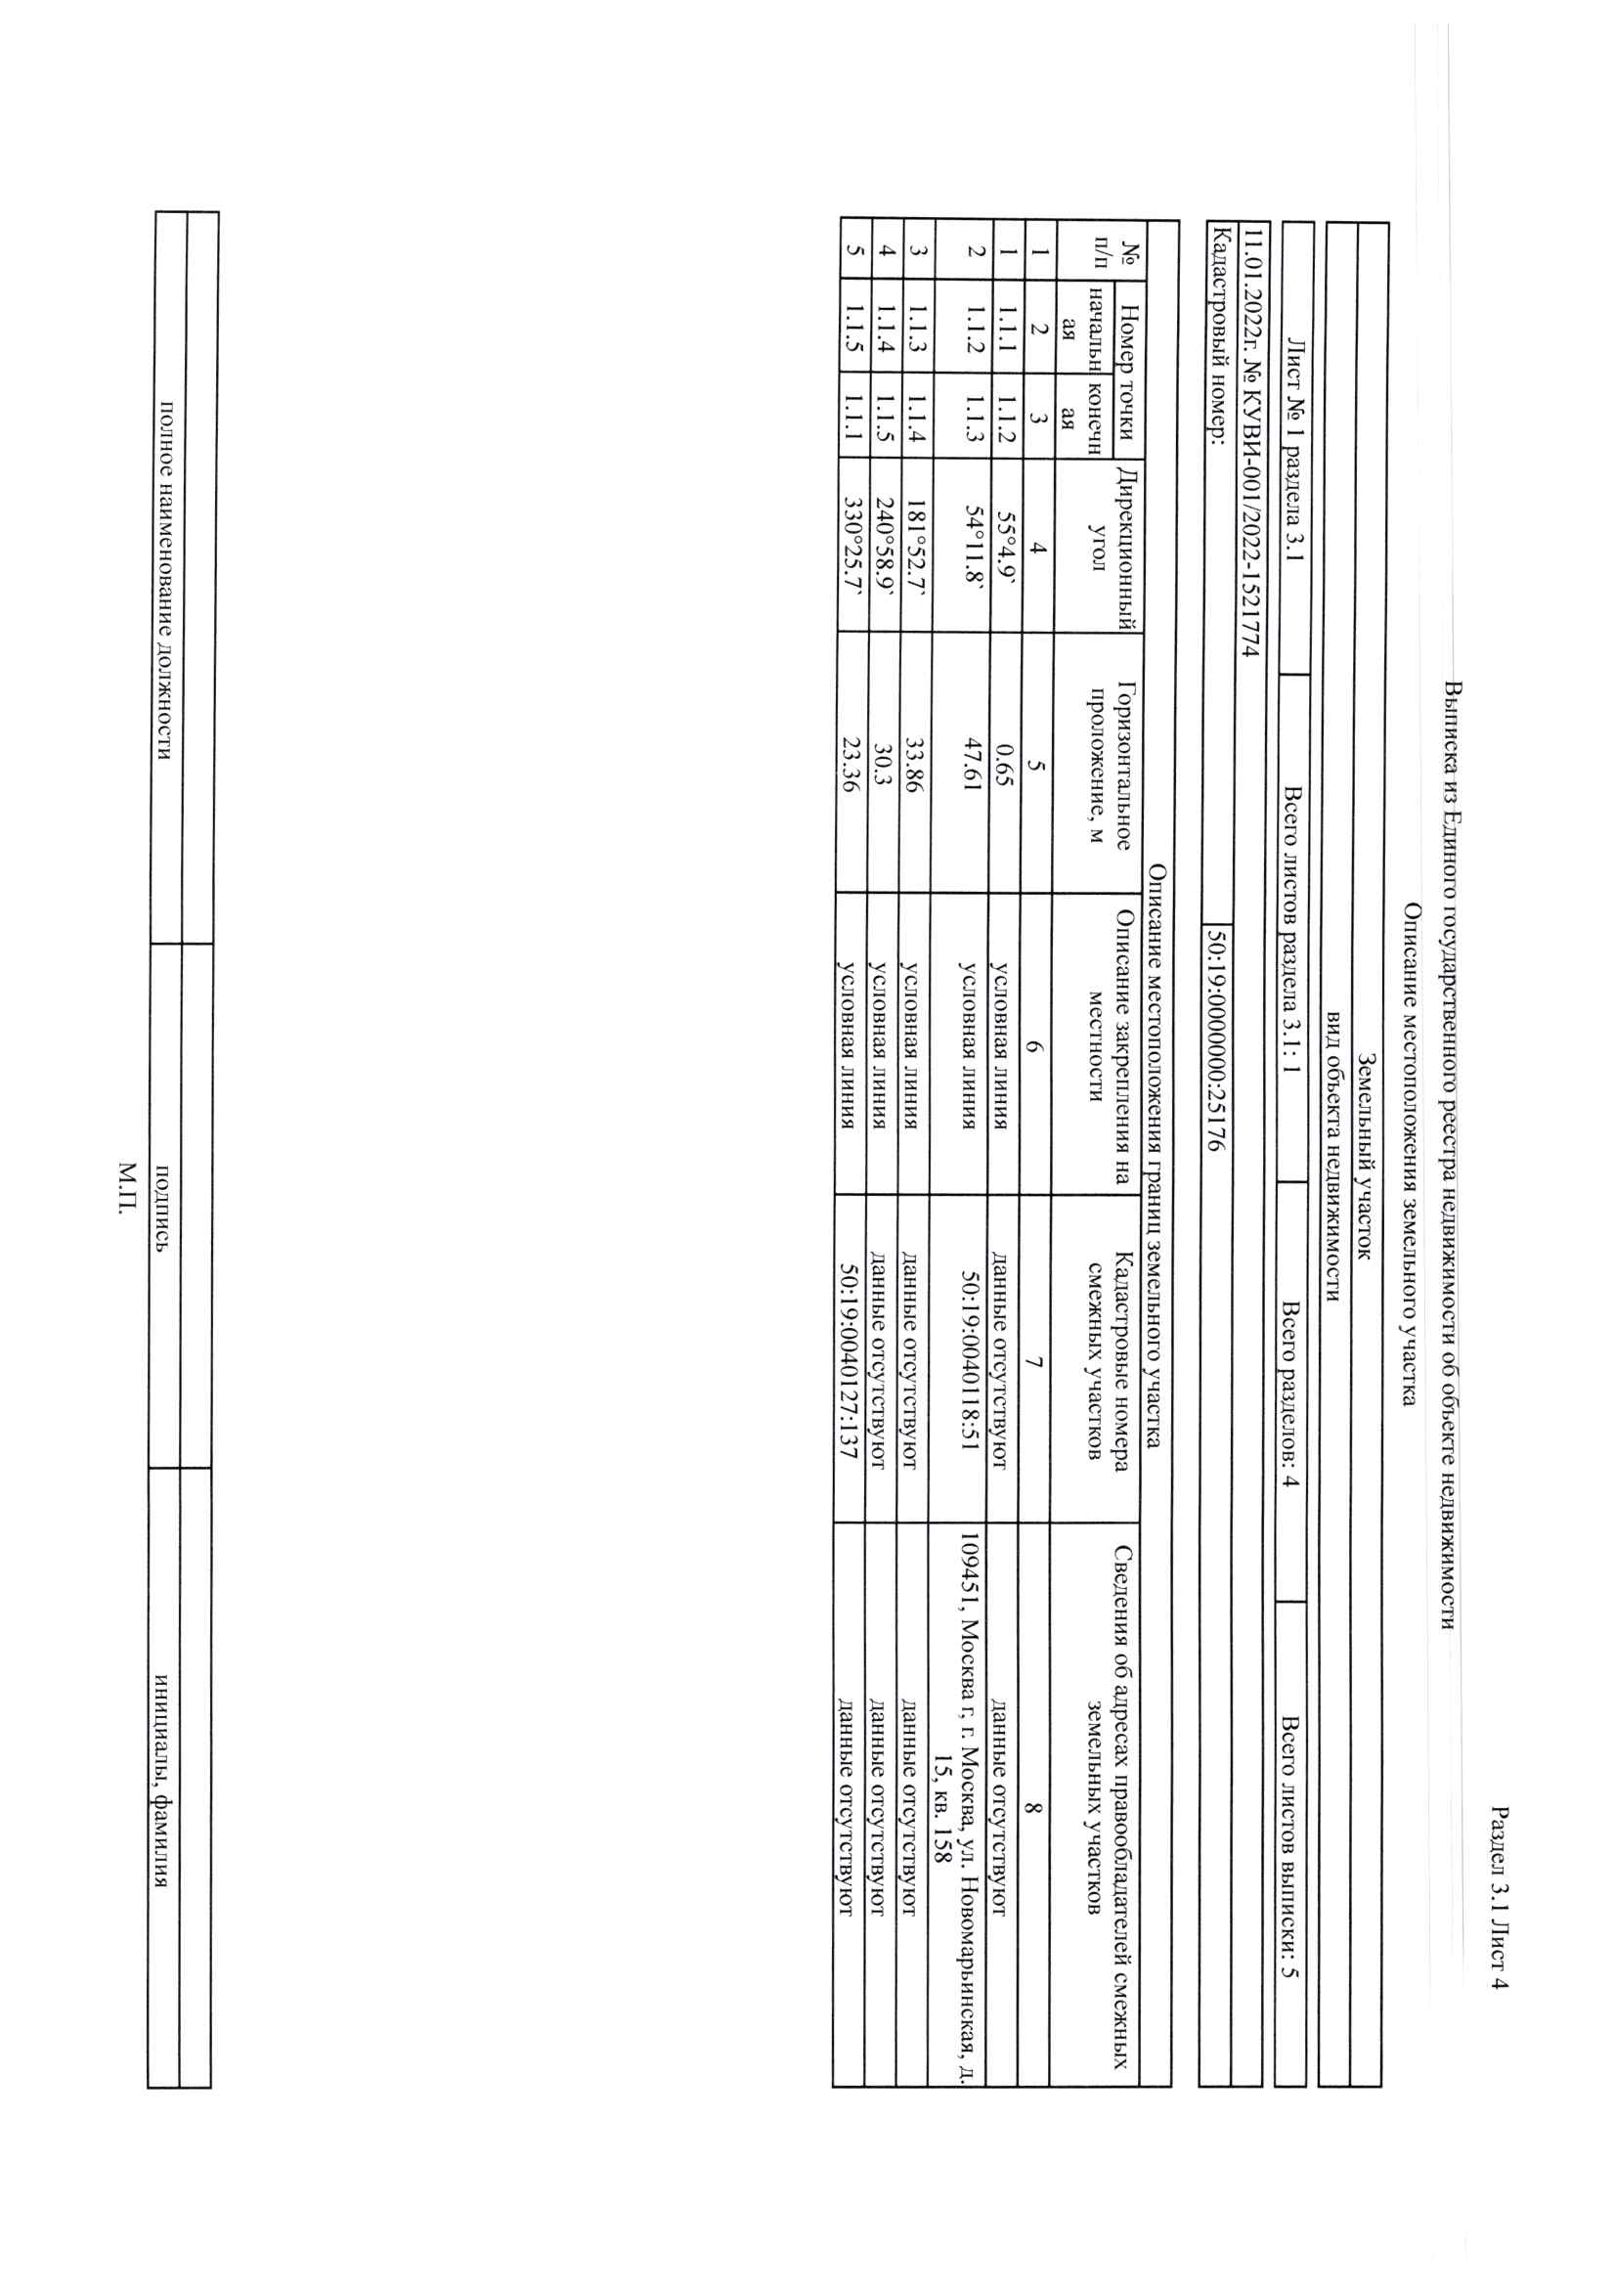 Раздел 3.1 Лист 4
Выписка из Единого государственного реестра недвижимости об объекте недвижимости
Описание местоположения земельного участка
Земельный участок
вид объекта недвижимости
Лист № 1 раздела 3.1 Всего листов раздела 3.1: 1 Всего разделов: 4 Всего листов выписки: 5
11.01.2022г. № КУВИ-001/2022-1521774
Кадастровый номер: 50:19:0000000:25176
Описание местоположения границ земельного участка
№ п/п Номер точки Дирекционный угол Горизонтальное проложение, м Описание закрепления на местности Кадастровые номера смежных участков Сведения об адресах правообладателей смежных земельных участков
начальн ая конечн ая
1 2 3 4 5 6 7 8
1 1.1.1 1.1.2 55°4.9` 0.65 условная линия данные отсутствуют данные отсутствуют
2 1.1.2 1.1.3 54°11.8` 47.61 условная линия 50:19:0040118:51 109451, Москва г, г. Москва, ул. Новомарьинская, д.
15, кв. 158
3 1.1.3 1.1.4 181°52.7` 33.86 условная линия данные отсутствуют данные отсутствуют
4 1.1.4 1.1.5 240°58.9` 30.3 условная линия данные отсутствуют данные отсутствуют
5 1.1.5 1.1.1 330°25.7` 23.36 условная линия 50:19:0040127:137 данные отсутствуют
полное наименование должности подпись инициалы, фамилия
М.П.